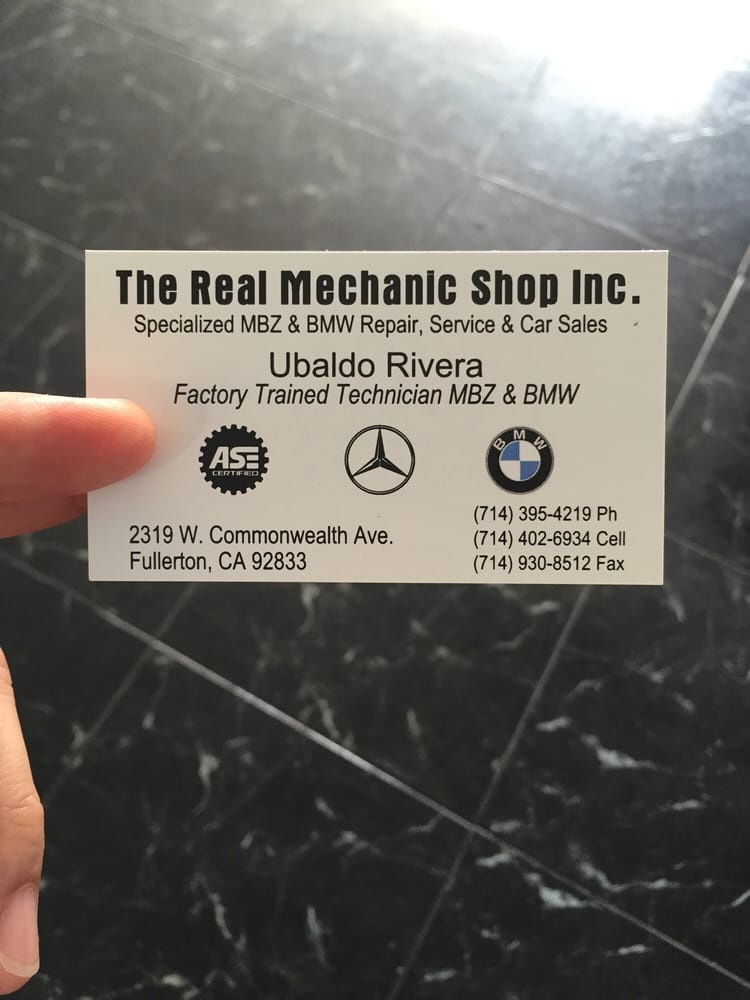 The Real Mechanic Shop Inc.
Specialized MBZ & BMW Repair, Service & Car Sales
Ubaldo Rivera
Factory Trained Technician MBZ & BMW
ASE
CERTIFIED
BMW
2319 W. Commonwealth Ave.
Fullerton, CA 92833
(714) 395-4219 Ph
(714) 402-6934 Cell
(714) 930-8512 Fax